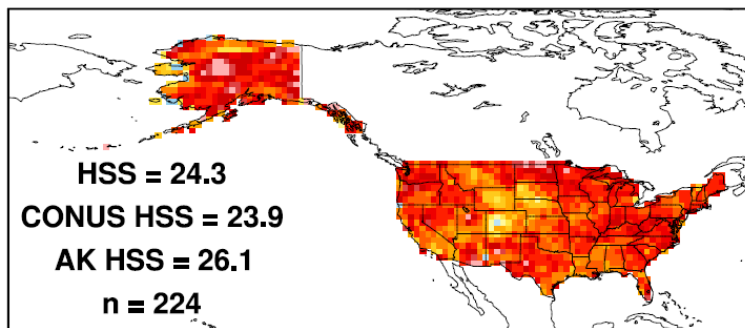 HSS = 24.3
CONUS HSS = 23.9
AK HSS = 26.1
n = 224